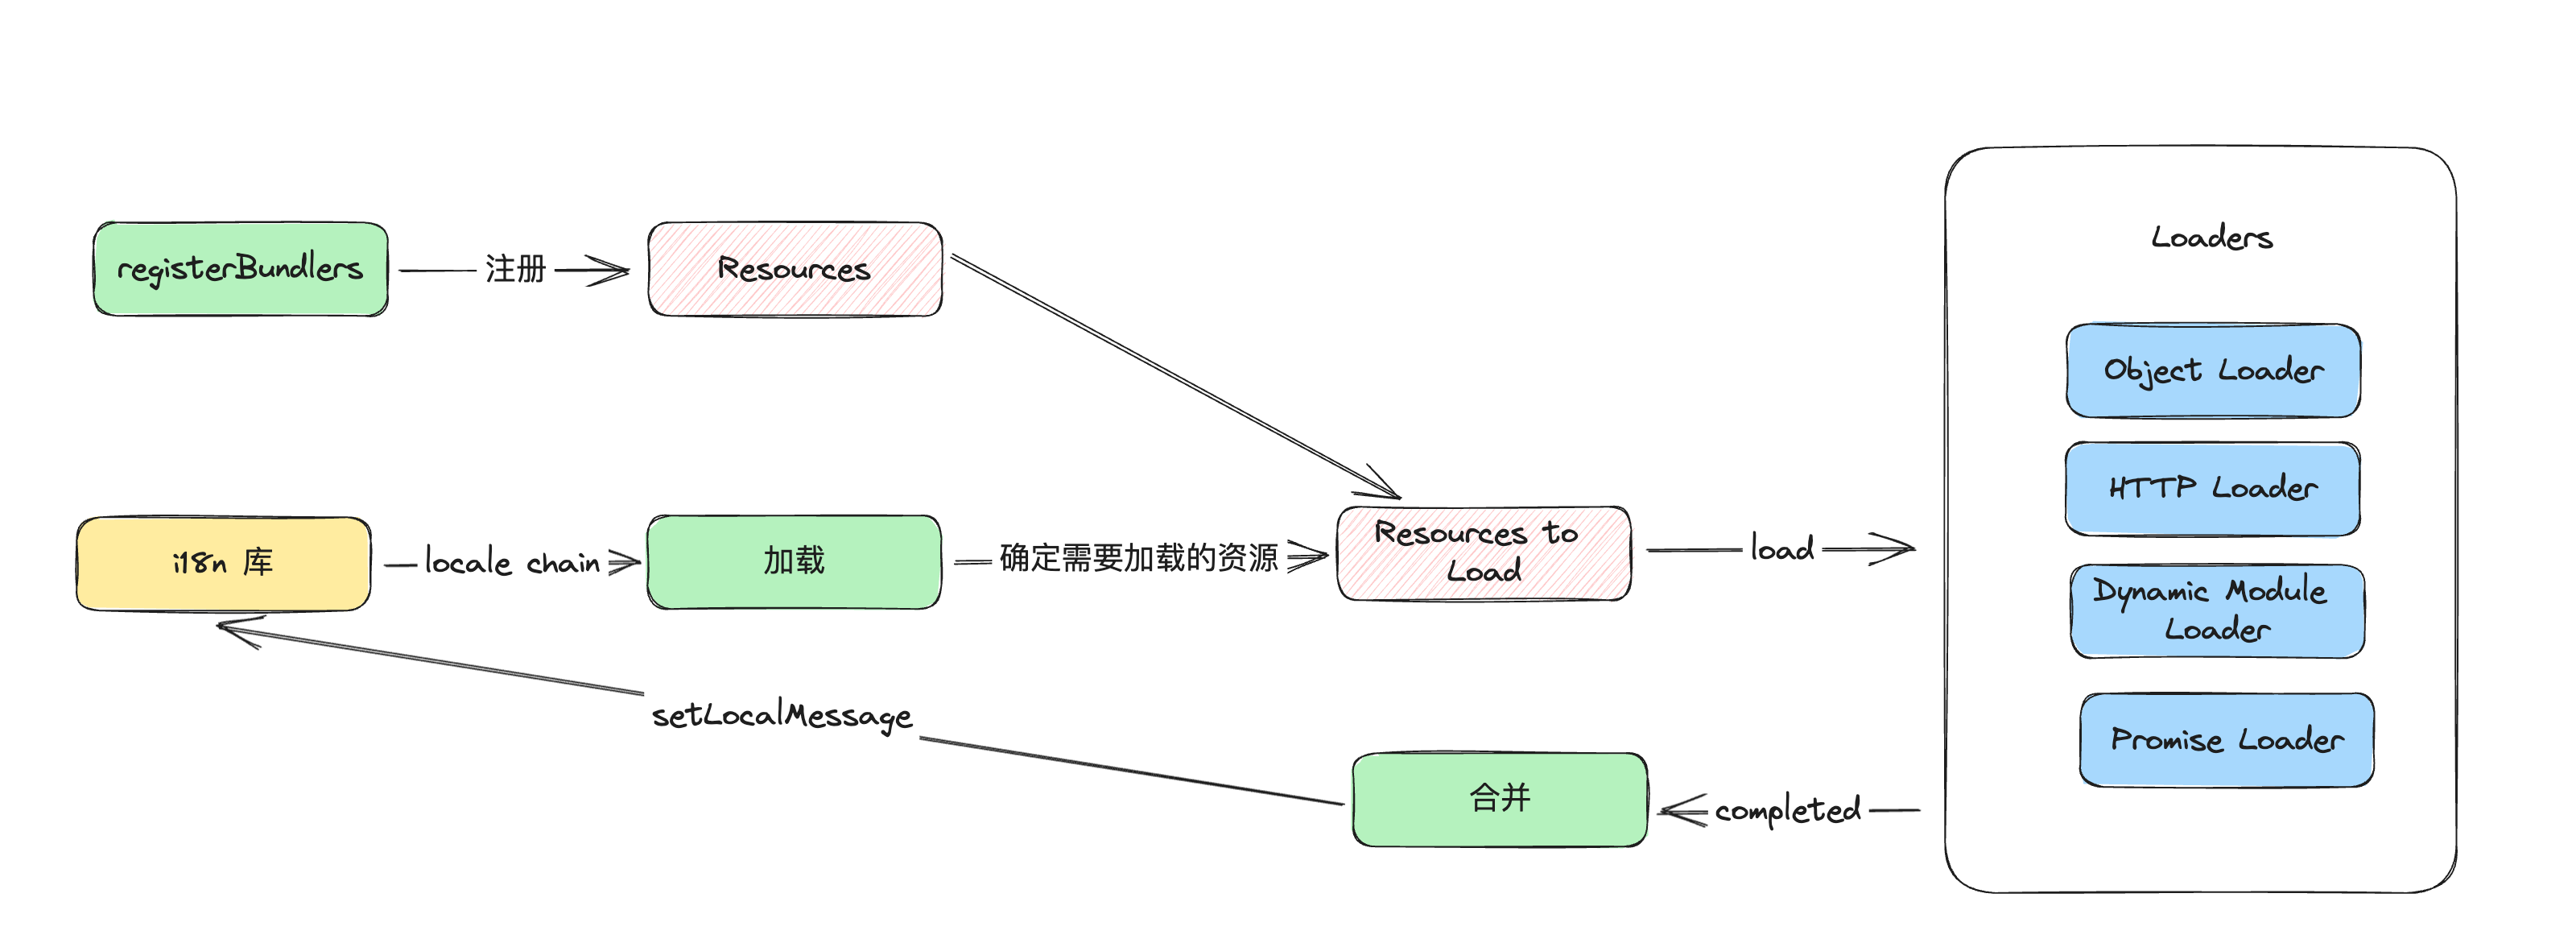 registerBundlers
注册
Resources
Loaders
Object Loader
HTTP Loader
i18n 库
locale chain
加载
确定需要加载的资源
Resources to
Load
load
Dynamic Module
Loader
setLocalMessage
Promise Loader
合并
completed